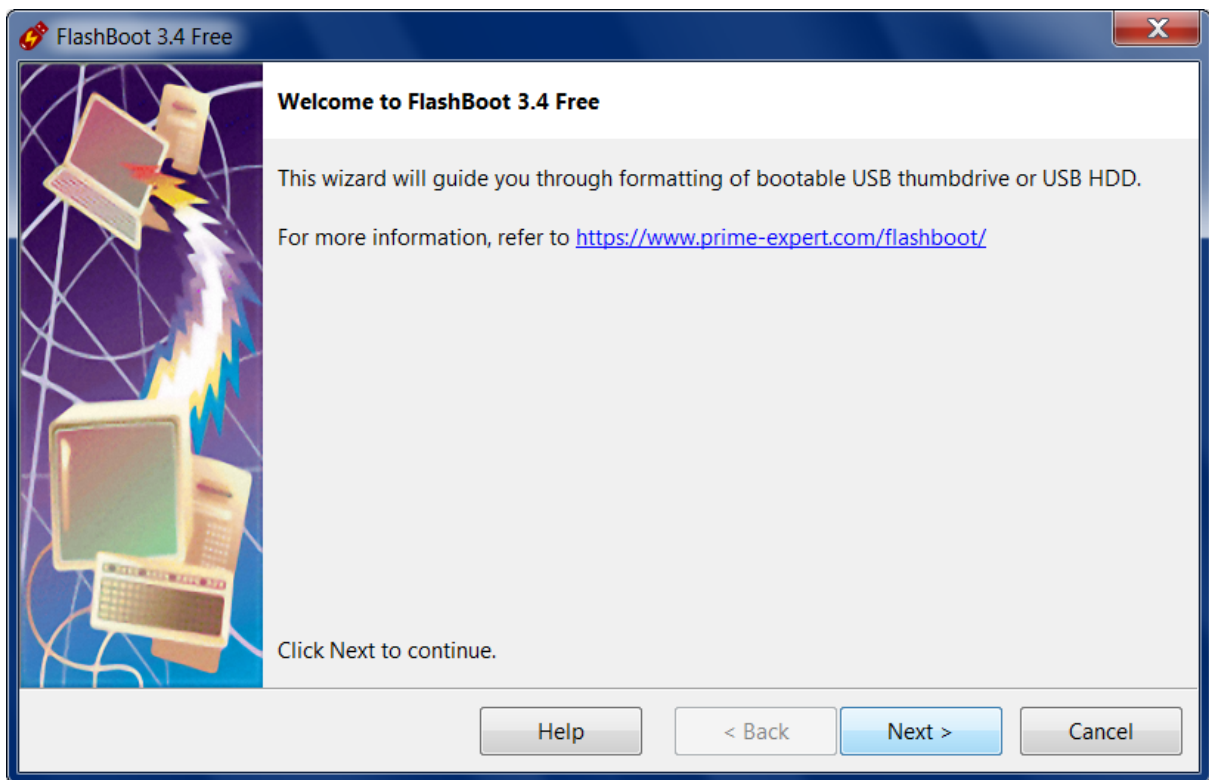 FlashBoot 3.4 Free
X
Welcome to FlashBoot 3.4 Free
This wizard will guide you through formatting of bootable USB thumbdrive or USB HDD.
For more information, refer to https://www.prime-expert.com/flashboot/
Click Next to continue.
Help
< Back
Next >
Cancel